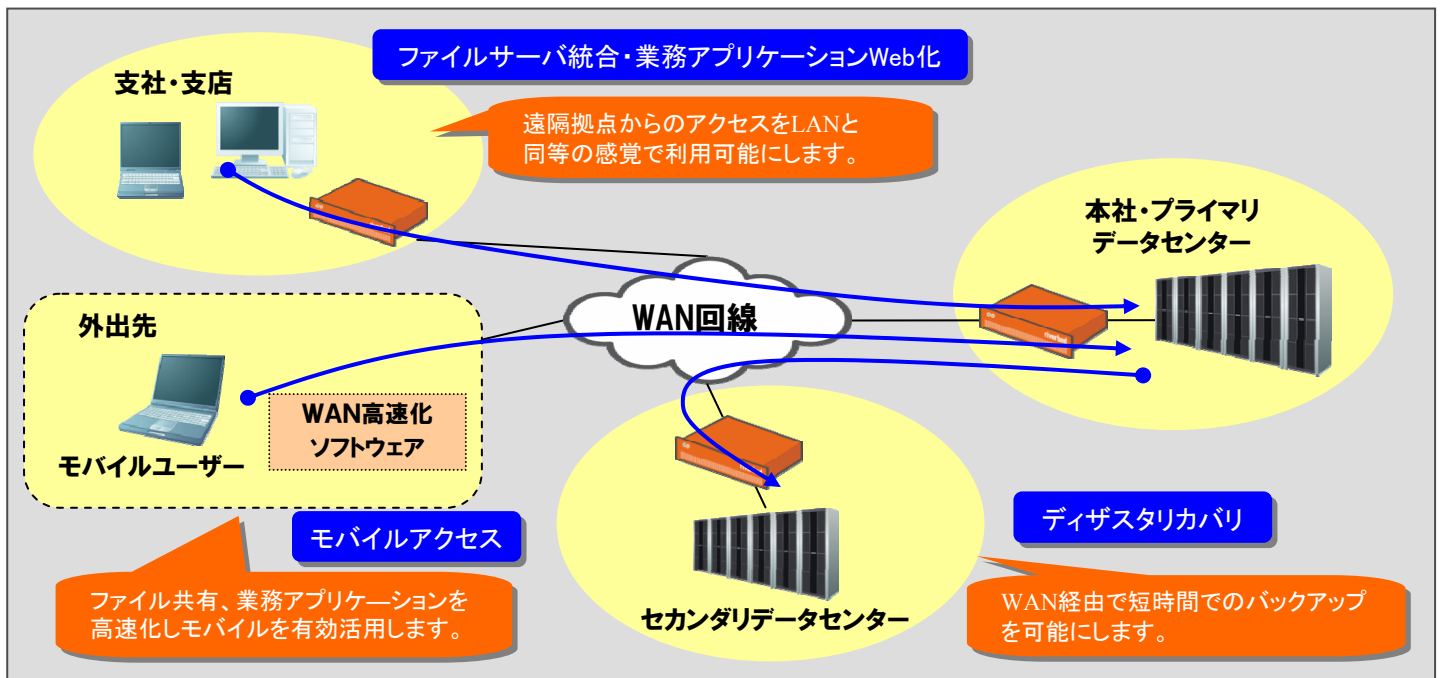 ファイルサーバ統合・業務アプリケーションWeb化
支社・支店
遠隔拠点からのアクセスをLANと
同等の感覚で利用可能にします。
本社・プライマリ
データセンター
WAN回線
外出先
WAN高速化
ソフトウェア
モバイルユーザー
モバイルアクセス
ファイル共有、業務アプリケ―ションを
高速化しモバイルを有効活用します。
セカンダリデータセンター
ディザスタリカバリ
WAN経由で短時間でのバックアップ
を可能にします。